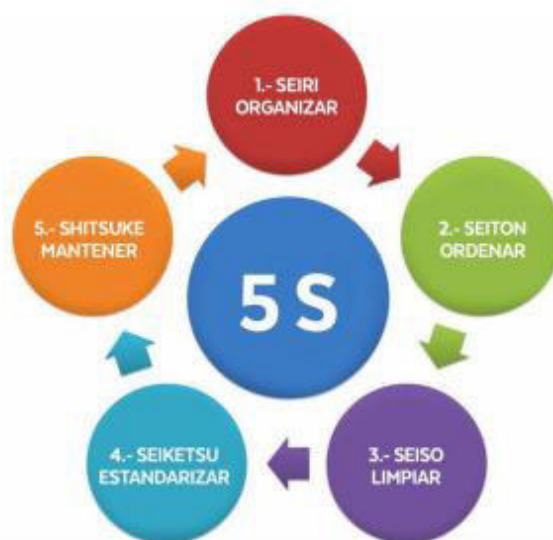 1.- SEIRI
ORGANIZAR
2.- SEITON
ORDENAR
3.- SEISO
LIMPIAR
4.- SEIKETSU
ESTANDARIZAR
5.- SHITSUKE
MANTENER
5 S